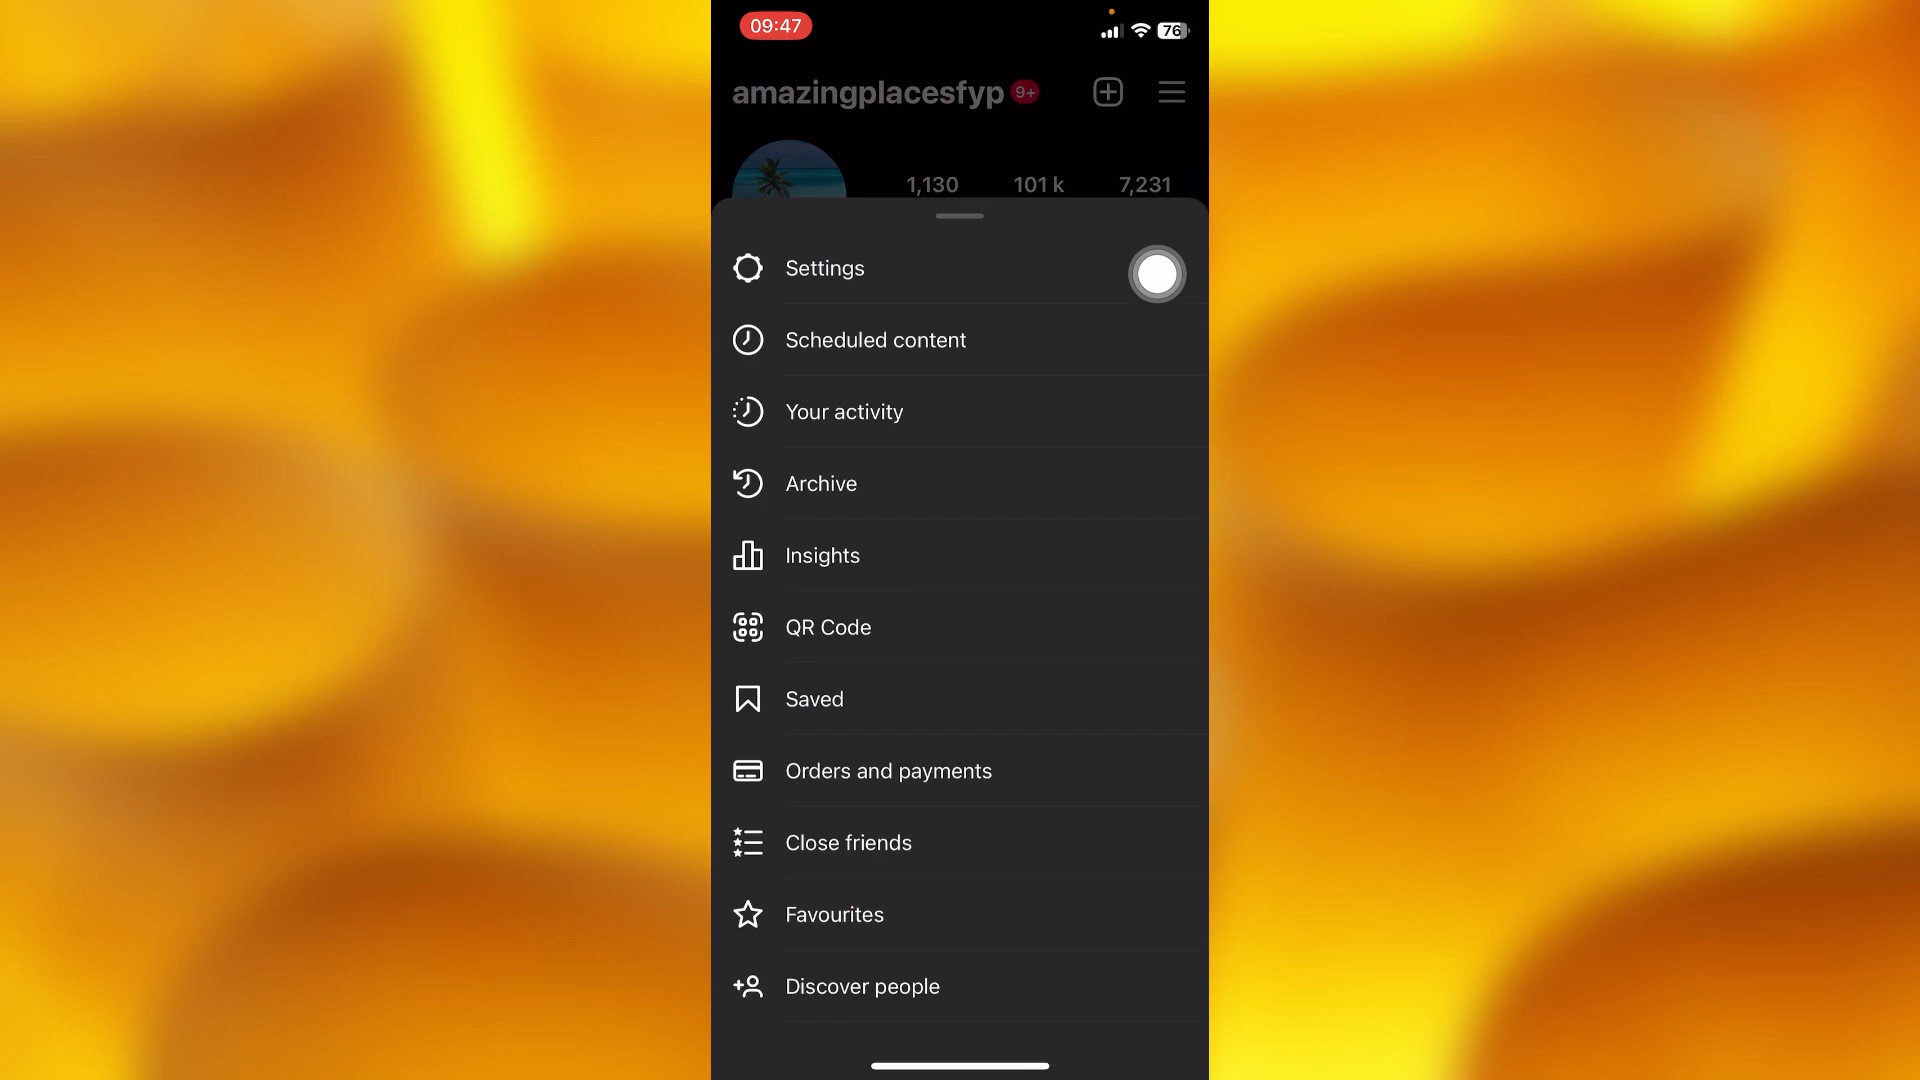 09:47
76
amazingplacesfyp 9+
1,130 101 k 7,231
Settings
Scheduled content
Your activity
Archive
Insights
QR Code
Saved
Orders and payments
Close friends
Favourites
Discover people